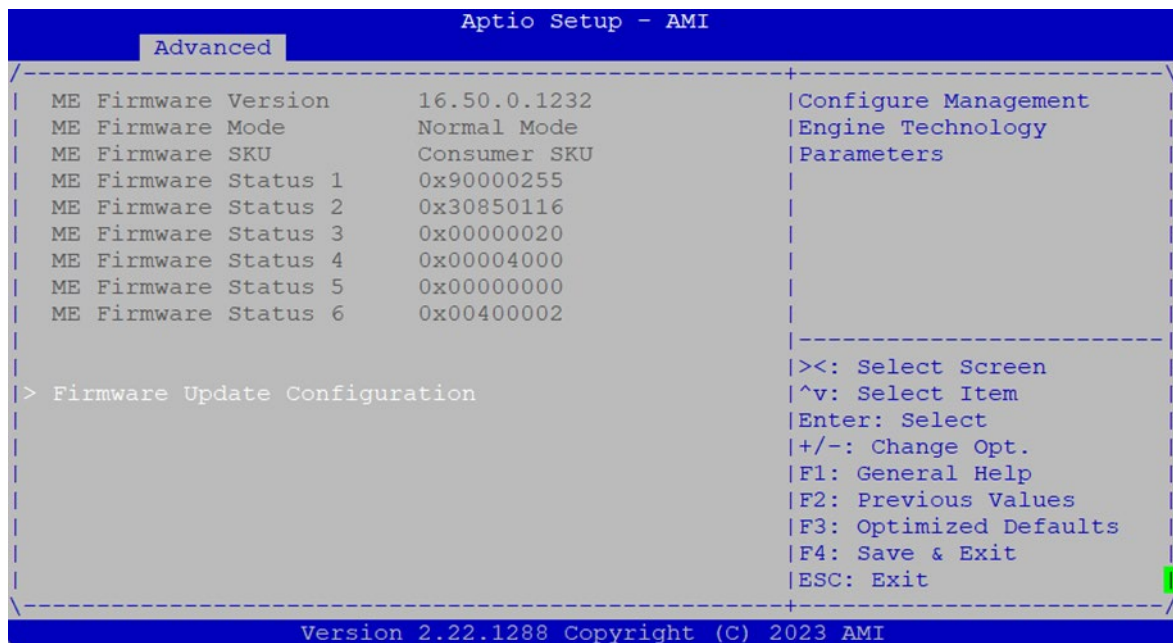 Aptio Setup - AMI
Advanced
ME Firmware Version 16.50.0.1232
ME Firmware Mode Normal Mode
ME Firmware SKU Consumer SKU
ME Firmware Status 1 0x90000255
ME Firmware Status 2 0x30850116
ME Firmware Status 3 0x00000020
ME Firmware Status 4 0x00004000
ME Firmware Status 5 0x00000000
ME Firmware Status 6 0x00400002
> Firmware Update Configuration
Configure Management
Engine Technology
Parameters
><: Select Screen
^v: Select Item
Enter: Select
+/-: Change Opt.
F1: General Help
F2: Previous Values
F3: Optimized Defaults
F4: Save & Exit
ESC: Exit
Version 2.22.1288 Copyright (C) 2023 AMI